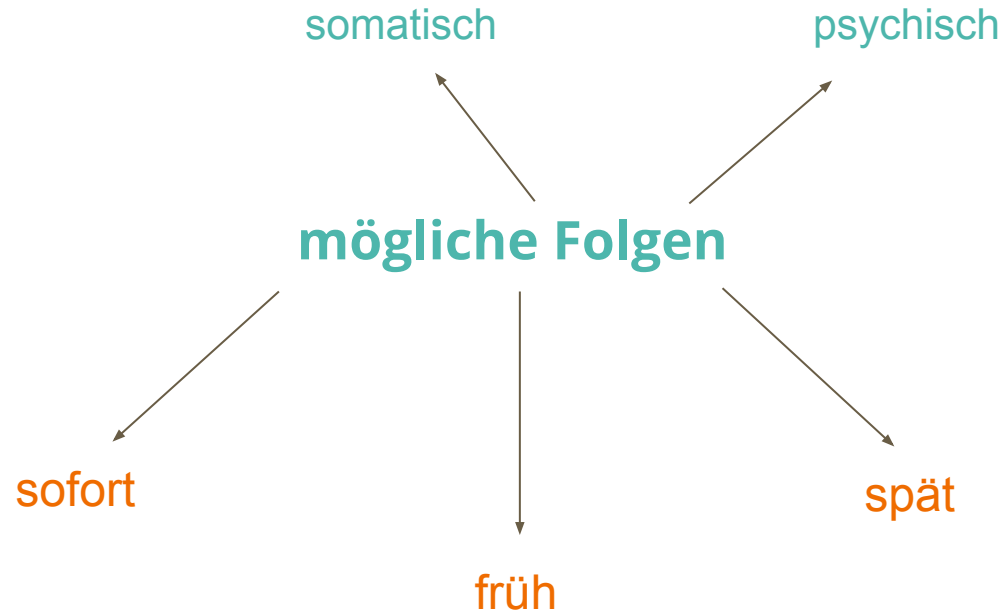 somatisch
psychisch
mögliche Folgen
sofort
spät
früh